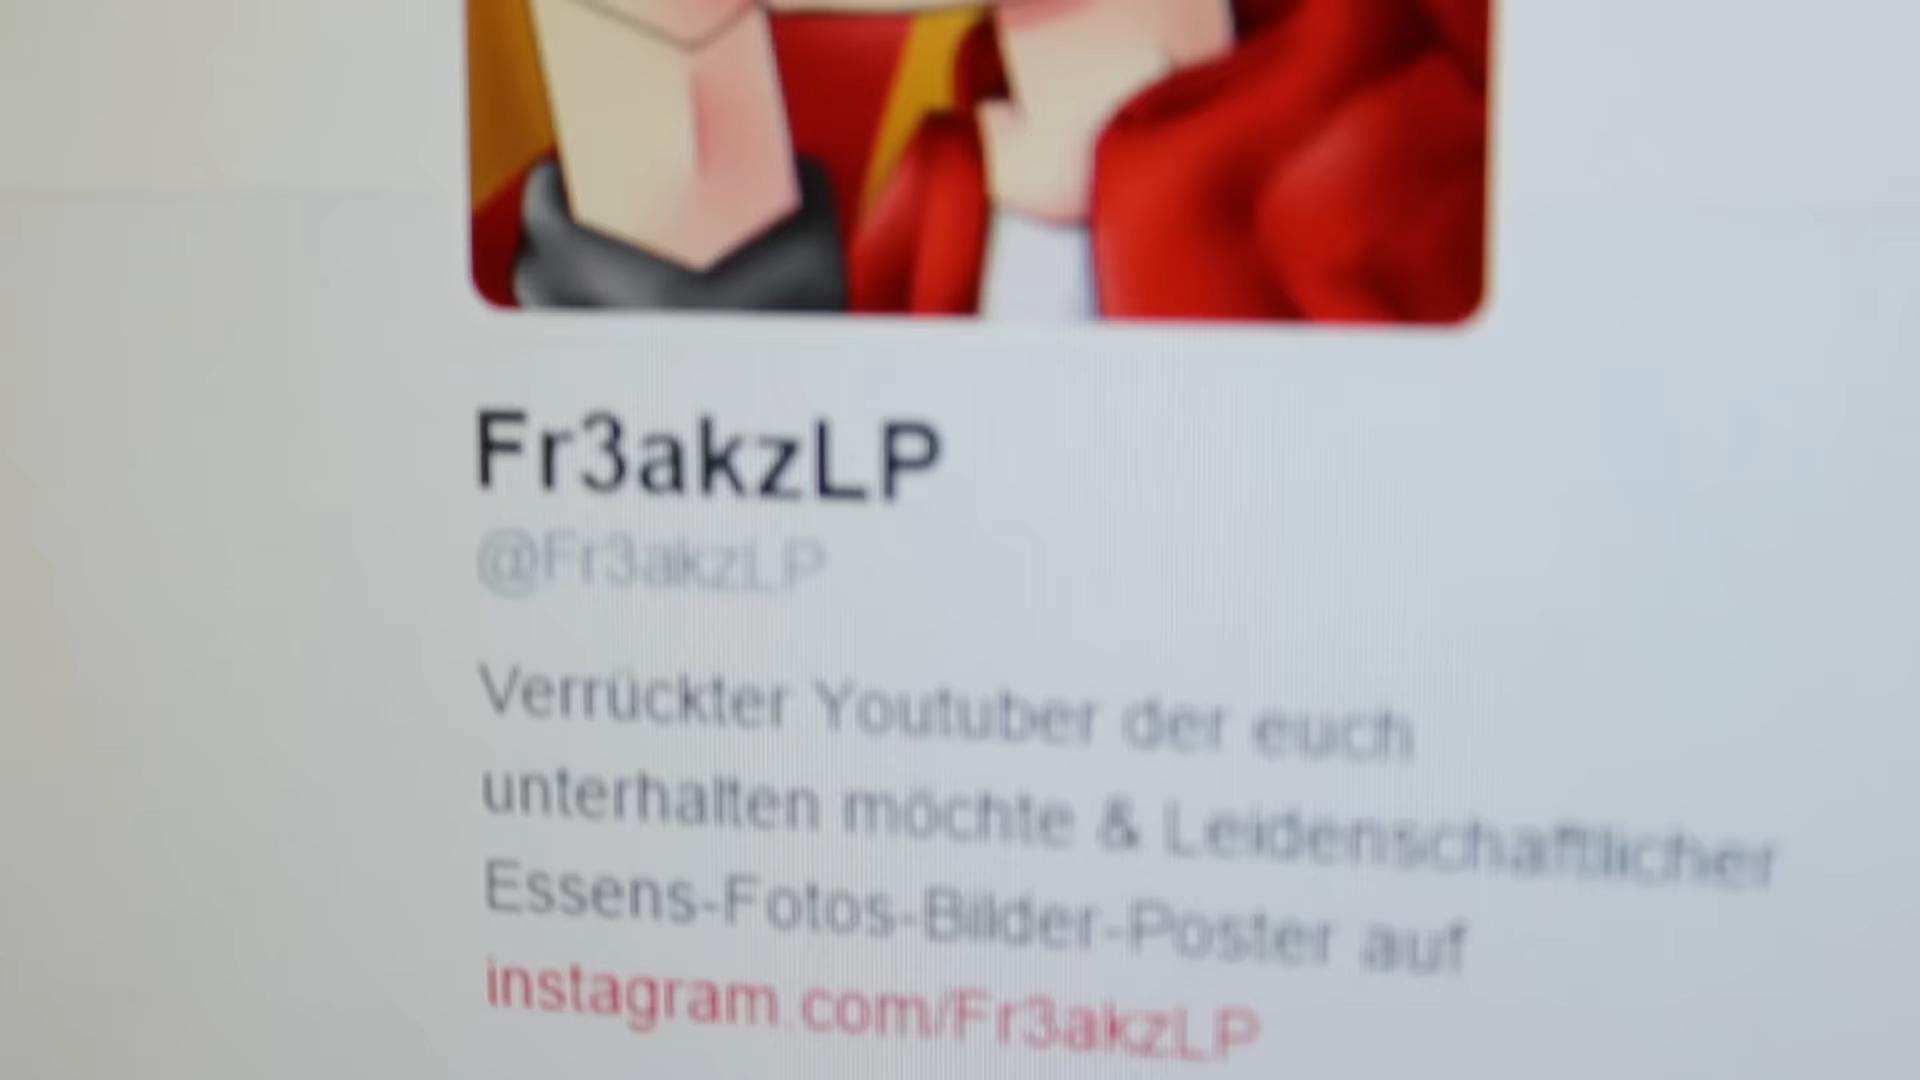 Fr3akzLP
@Fr3akzLP
Verrückter Youtuber der euch
unterhalten möchte & Leidenschaftlicher
Essens-Fotos-Bilder-Poster auf
instagram.com/Fr3akzLP